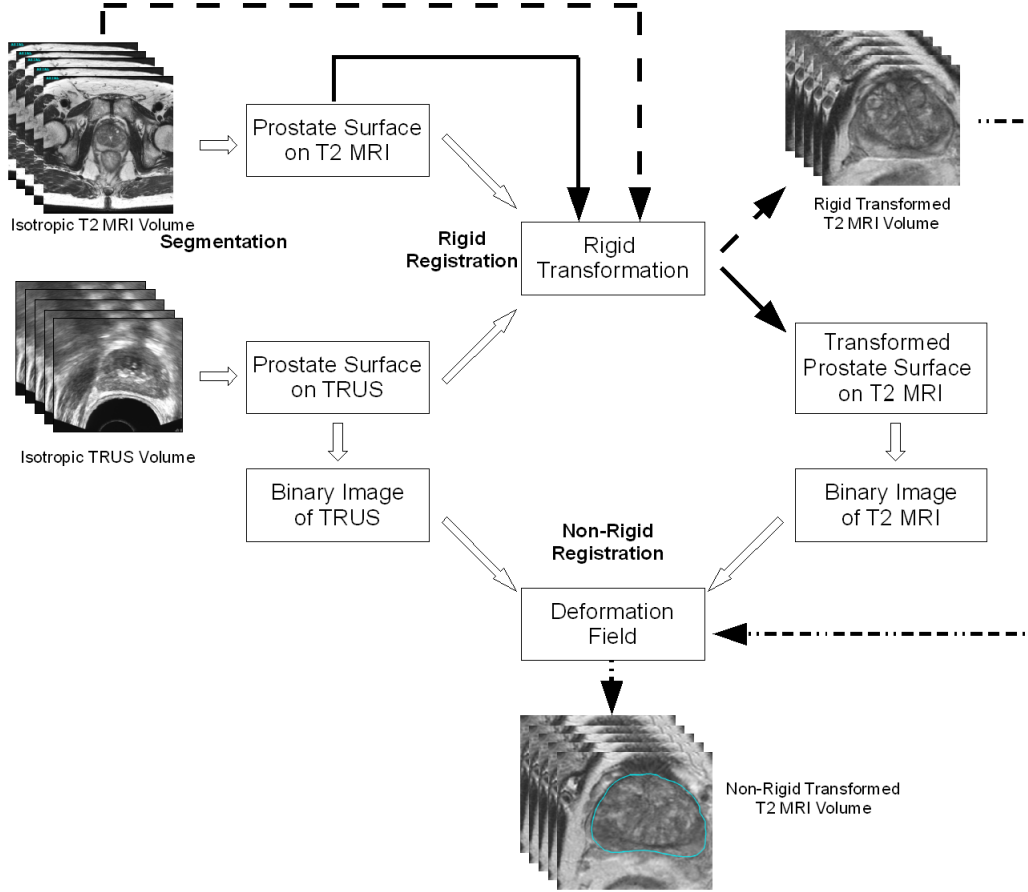 Prostate Surface
on T2 MRI
Isotropic T2 MRI Volume
Segmentation
Rigid
Registration
Rigid
Transformation
Rigid Transformed
T2 MRI Volume
Prostate Surface
on TRUS
Isotropic TRUS Volume
Transformed
Prostate Surface
on T2 MRI
Binary Image
of TRUS
Binary Image
of T2 MRI
Non-Rigid
Registration
Deformation
Field
Non-Rigid Transformed
T2 MRI Volume